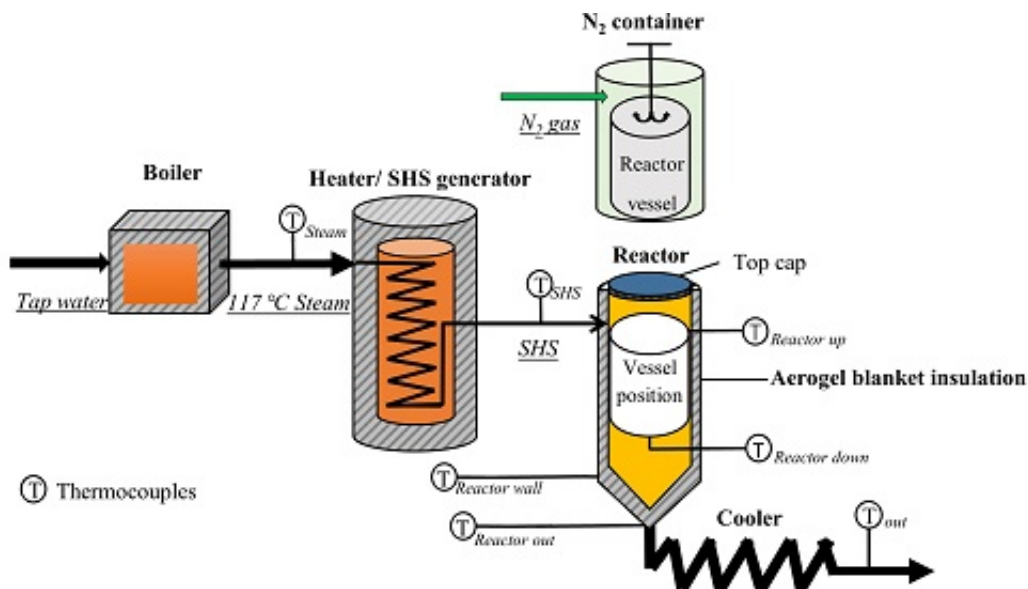 N₂ container
N₂ gas
Reactor
vessel
Boiler
Heater/ SHS generator
T Steam
Tap water
117 °C Steam
Reactor
Top cap
T SHS
SHS
T Reactor up
Vessel
position
Aerogel blanket insulation
T Reactor down
T Reactor wall
T Thermocouples
T Reactor out
Cooler
T out